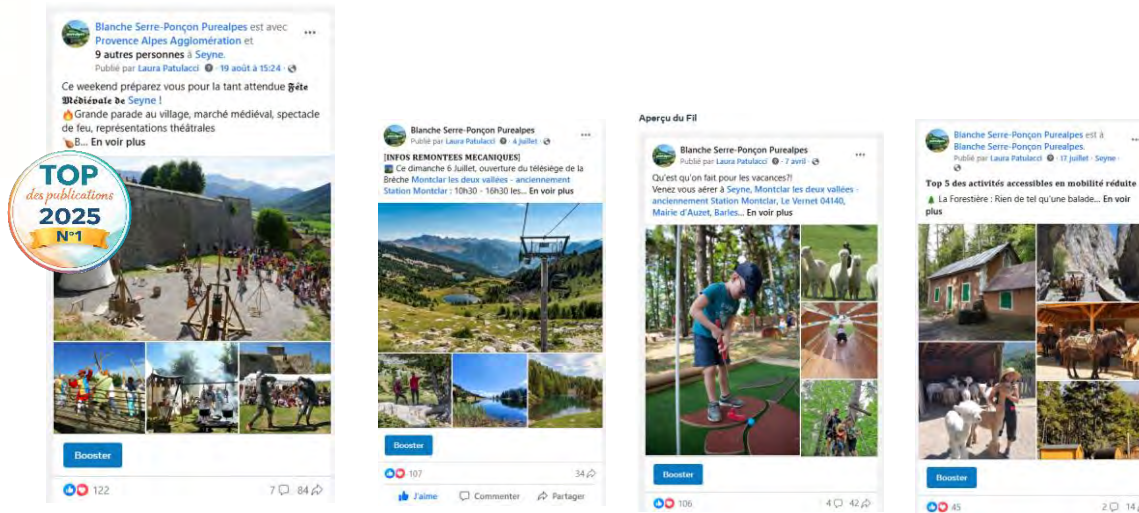 Blanche Serre-Ponçon Purealpes est avec
Provence Alpes Agglomération et
9 autres personnes à Seyne.
Publié par Laura Patulacci · 19 août à 15:24 ·
Ce weekend préparez vous pour la tant attendue Fête
Médiévale de Seyne !
Grande parade au village, marché médiéval, spectacle
de feu, représentations théâtrales
B... En voir plus
TOP
des publications
2025
N°1
Booster
122
7
84
Blanche Serre-Ponçon Purealpes
Publié par Laura Patulacci · 4 juillet ·
[INFOS REMONTEES MECANIQUES]
Ce dimanche 6 Juillet, ouverture du télésiège de la
Brèche Montclar les deux vallées - anciennement
Station Montclar : 10h30 - 16h30 les... En voir plus
Booster
107
34
J'aime
Commenter
Partager
Aperçu du Fil
Blanche Serre-Ponçon Purealpes
Publié par Laura Patulacci · 7 avril ·
Qu'est qu'on fait pour les vacances?!
Venez vous aérer à Seyne, Montclar les deux vallées -
anciennement Station Montclar, Le Vernet 04140,
Mairie d'Auzet, Barles... En voir plus
Booster
106
4
42
Blanche Serre-Ponçon Purealpes est à
Blanche Serre-Ponçon Purealpes.
Publié par Laura Patulacci · 17 juillet · Seyne ·
Top 5 des activités accessibles en mobilité réduite
La Forestière : Rien de tel qu'une balade... En voir
plus
Booster
45
2
14